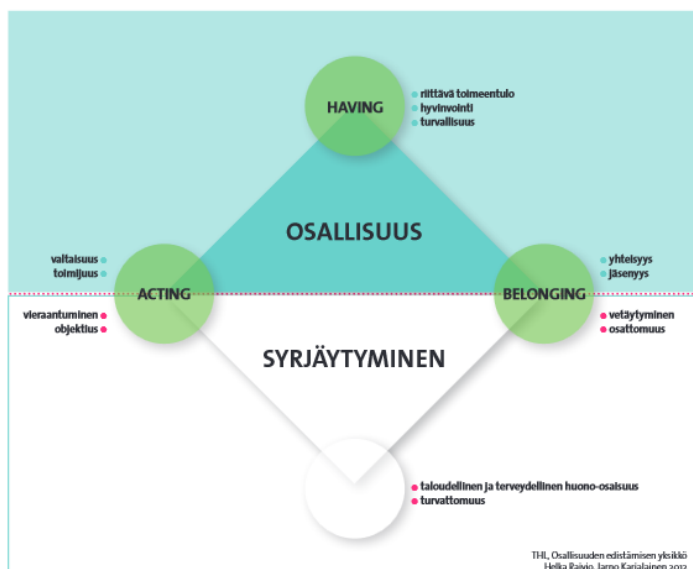 HAVING
riittävä toimeentulo
hyvinvointi
turvallisuus
OSALLISUUS
valtaisuus
toimijuus
ACTING
vieraantuminen
objektius
BELONGING
yhteisyys
jäsenyys
vetäytyminen
osattomuus
SYRJÄYTYMINEN
taloudellinen ja terveydellinen huono-osaisuus
turvattomuus
THL, Osallisuuden edistämisen yksikkö
Helka Raivio, Jarno Karjalainen 2012